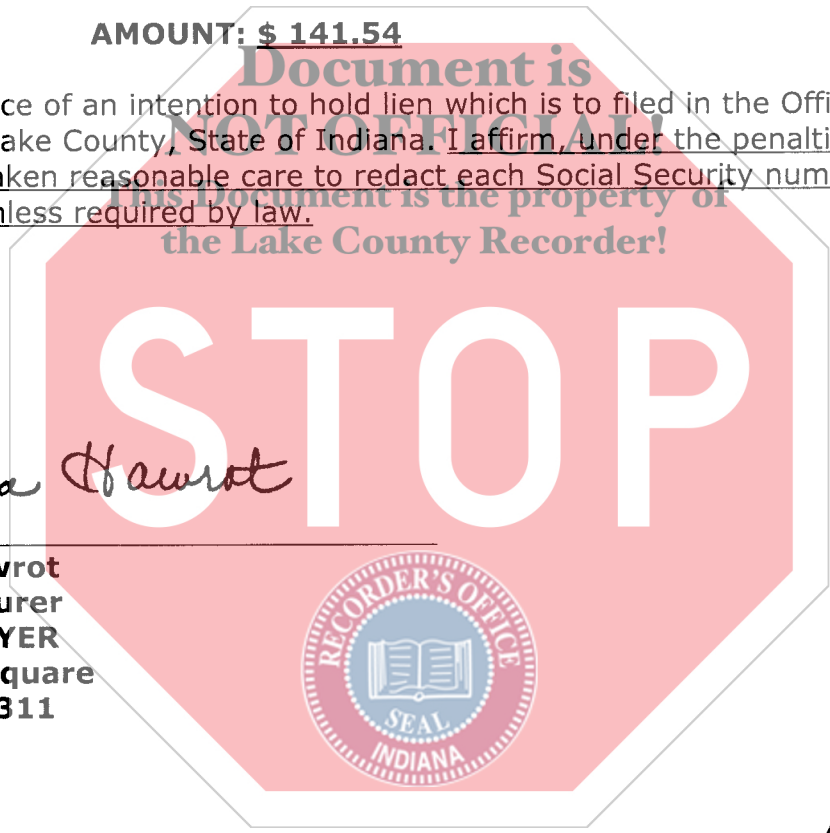 AMOUNT: $ 141.54
Document is
ce of an intention to hold lien which is to filed in the Offi
NOT OFFICIAL!
ake County, State of Indiana. I affirm, under the penalti
ken reasonable care to redact each Social Security num
This Document is the property of
less required by law.
the Lake County Recorder!
STOP
a Hawrot
wrot
urer
YER
quare
311
RECORDER'S OFFICE
SEAL
INDIANA